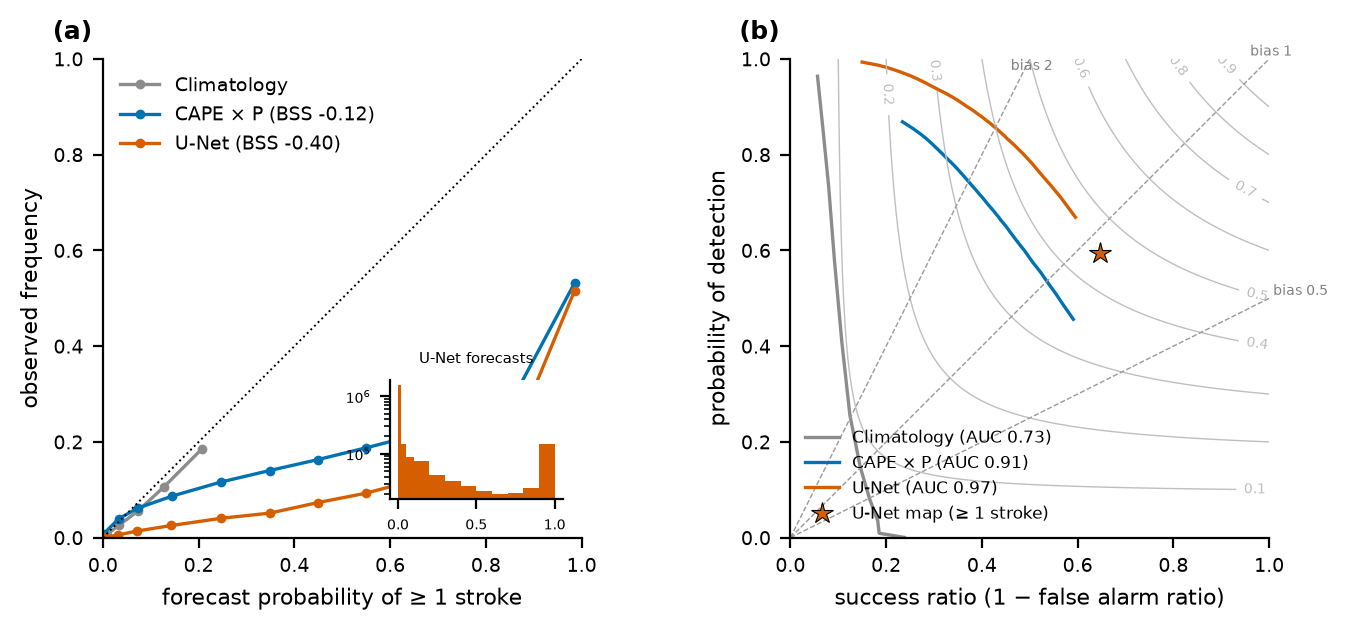 (a)
1.0
0.8
0.6
0.4
0.2
0.0
observed frequency
Climatology
CAPE × P (BSS -0.12)
U-Net (BSS -0.40)
U-Net forecasts
10⁶
0.0
0.5
1.0
0.0
0.2
0.4
0.6
0.8
1.0
forecast probability of ≥ 1 stroke
(b)
1.0
0.8
0.6
0.4
0.2
0.0
probability of detection
bias 1
bias 2
bias 0.5
0.2
0.3
0.6
0.8
0.9
0.7
0.5
0.4
0.1
Climatology (AUC 0.73)
CAPE × P (AUC 0.91)
U-Net (AUC 0.97)
U-Net map (≥ 1 stroke)
0.0
0.2
0.4
0.6
0.8
1.0
success ratio (1 − false alarm ratio)